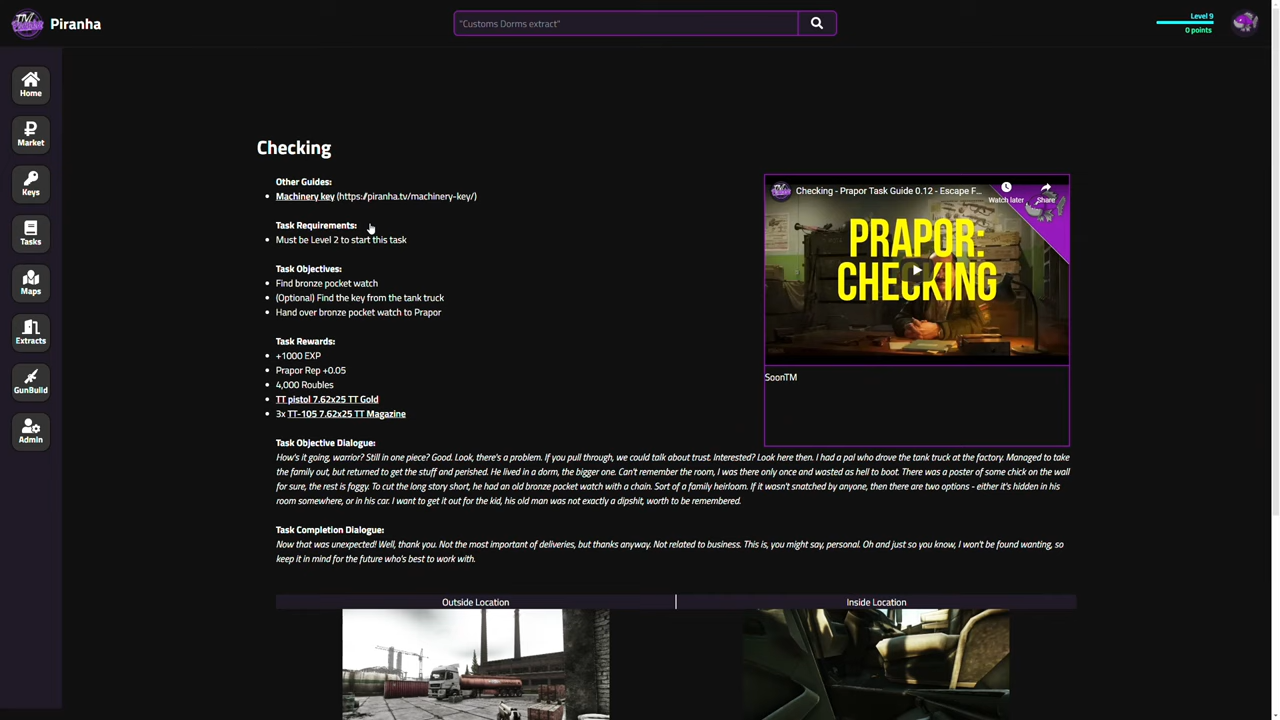 Piranha
"Customs Dorms extract"
Level 9
0 points
Home
Market
Keys
Tasks
Maps
Extracts
GunBuild
Admin
Checking
Other Guides:
Machinery key (https://piranha.tv/machinery-key/)
Task Requirements:
Must be Level 2 to start this task
Task Objectives:
Find bronze pocket watch
(Optional) Find the key from the tank truck
Hand over bronze pocket watch to Prapor
Task Rewards:
+1000 EXP
Prapor Rep +0.05
4,000 Roubles
TT pistol 7.62x25 TT Gold
3x TT-105 7.62x25 TT Magazine
Checking - Prapor Task Guide 0.12 - Escape F...
Watch later
Share
PRAPOR:
CHECKING
SoonTM
Task Objective Dialogue:
How's it going, warrior? Still in one piece? Good. Look, there's a problem. If you pull through, we could talk about trust. Interested? Look here then. I had a pal who drove the tank truck at the factory. Managed to
take the family out, but returned to get the stuff and perished. He lived in a dorm, the bigger one. Can't remember the room, I was there only once and wasted as hell to boot. There was a poster of some chick on the wall
for sure, the rest is foggy. To cut the long story short, he had an old bronze pocket watch with a chain. Sort of a family heirloom. If it wasn't snatched by anyone, then there are two options - either it's hidden in his
room somewhere, or in his car. I want to get it out for the kid, his old man was not exactly a dipshit, worth to be remembered.
Task Completion Dialogue:
Now that was unexpected! Well, thank you. Not the most important of deliveries, but thanks anyway. Not related to business. This is, you might say, personal. Oh and just so you know, I won't be found wanting, so
keep it in mind for the future who's best to work with.
Outside Location
Inside Location